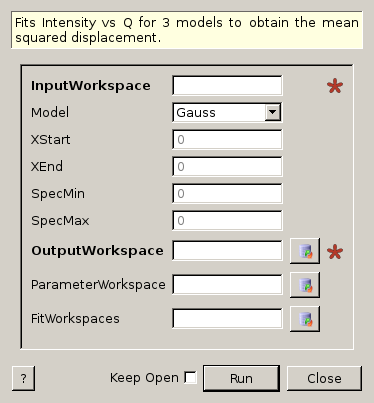 Fits Intensity vs Q for 3 models to obtain the mean
squared displacement.
InputWorkspace
Model Gauss
XStart 0
XEnd 0
SpecMin 0
SpecMax 0
OutputWorkspace
ParameterWorkspace
FitWorkspaces
? Keep Open Run Close